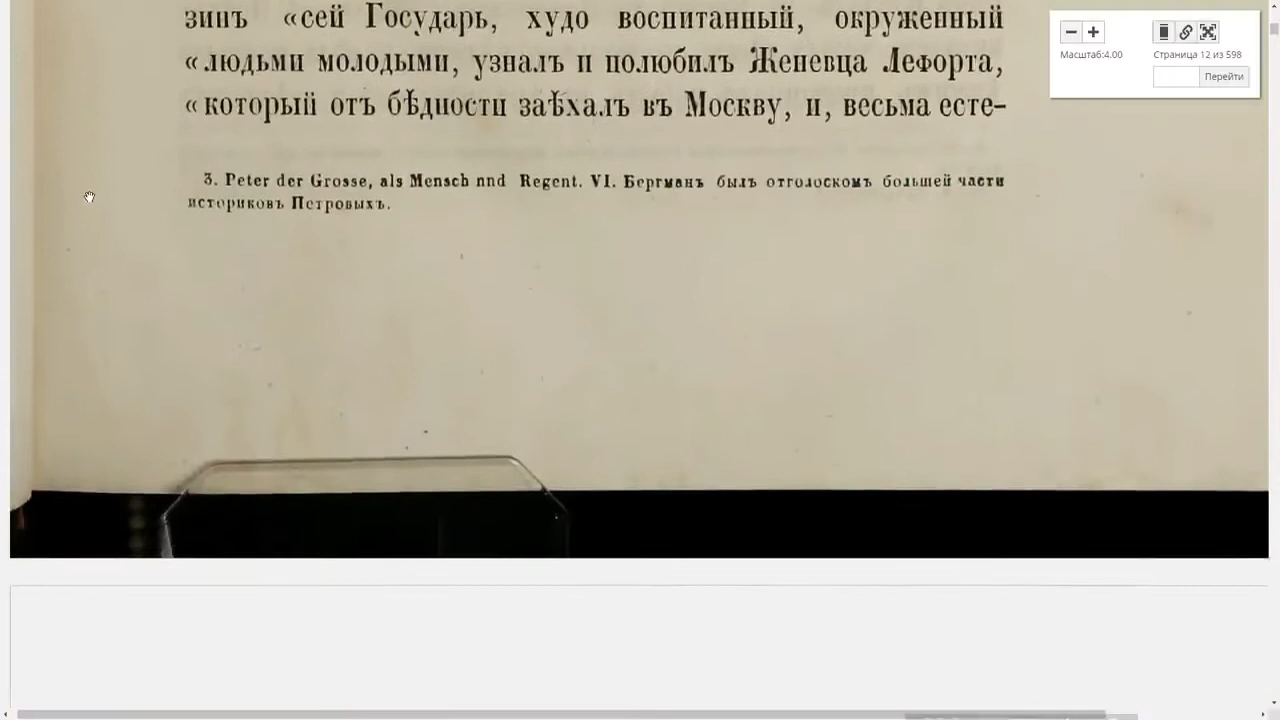 зинъ «сей Государь, худо воспитанный, окруженный
«людьми молодыми, узналъ и полюбилъ Женевца Лефорта,
«который отъ бѣдности заѣхалъ въ Москву, и, весьма есте-
3. Peter der Grosse, als Mensch nnd Regent. VI. Бергманъ былъ отголоскомъ большей части
историковъ Петровыхъ.
Масштаб:4.00
Страница 12 из 598
Перейти